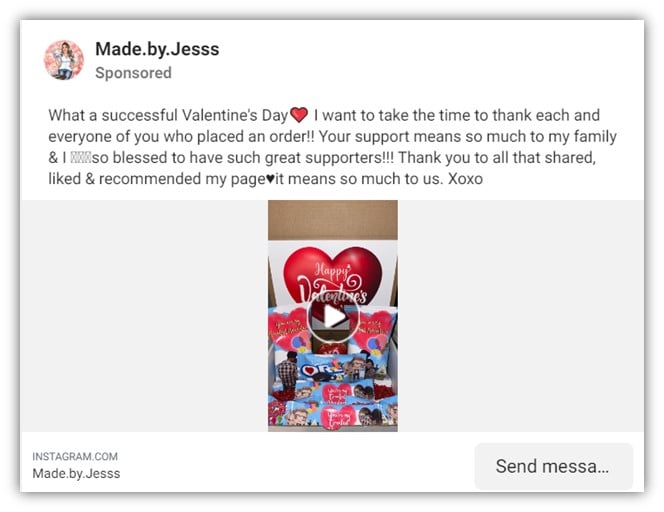 Made.by.Jesss
Sponsored
What a successful Valentine's Day❤️ I want to take the time to thank each and
everyone of you who placed an order!! Your support means so much to my family
& I so blessed to have such great supporters!!! Thank you to all that shared,
liked & recommended my page♥it means so much to us. Xoxo
Happy
Valentine's
INSTAGRAM.COM
Made.by.Jesss
Send messa...